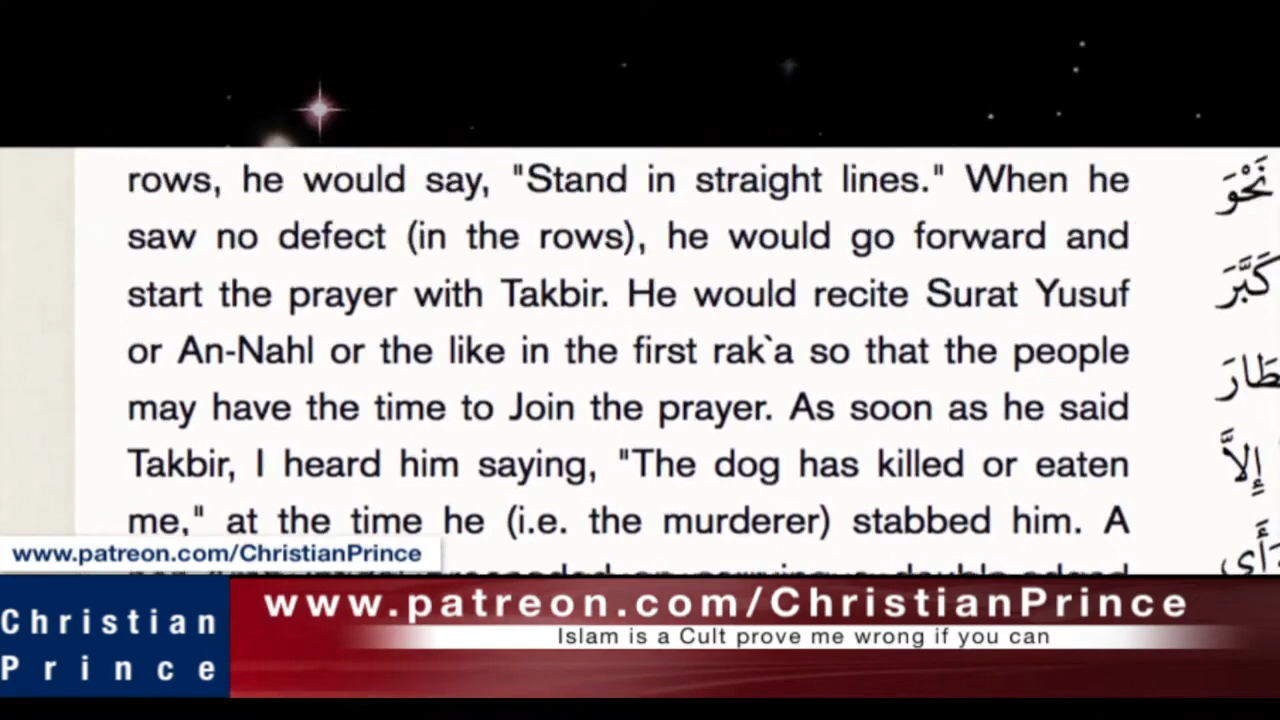 rows, he would say, "Stand in straight lines." When he
saw no defect (in the rows), he would go forward and
start the prayer with Takbir. He would recite Surat Yusuf
or An-Nahl or the like in the first rak`a so that the people
may have the time to Join the prayer. As soon as he said
Takbir, I heard him saying, "The dog has killed or eaten
me," at the time he (i.e. the murderer) stabbed him. A
نَحْوَ
كَبَّرَ
طَارَ
إِلاَّ
www.patreon.com/ChristianPrince
Christian
Prince
www.patreon.com/ChristianPrince
Islam is a Cult prove me wrong if you can